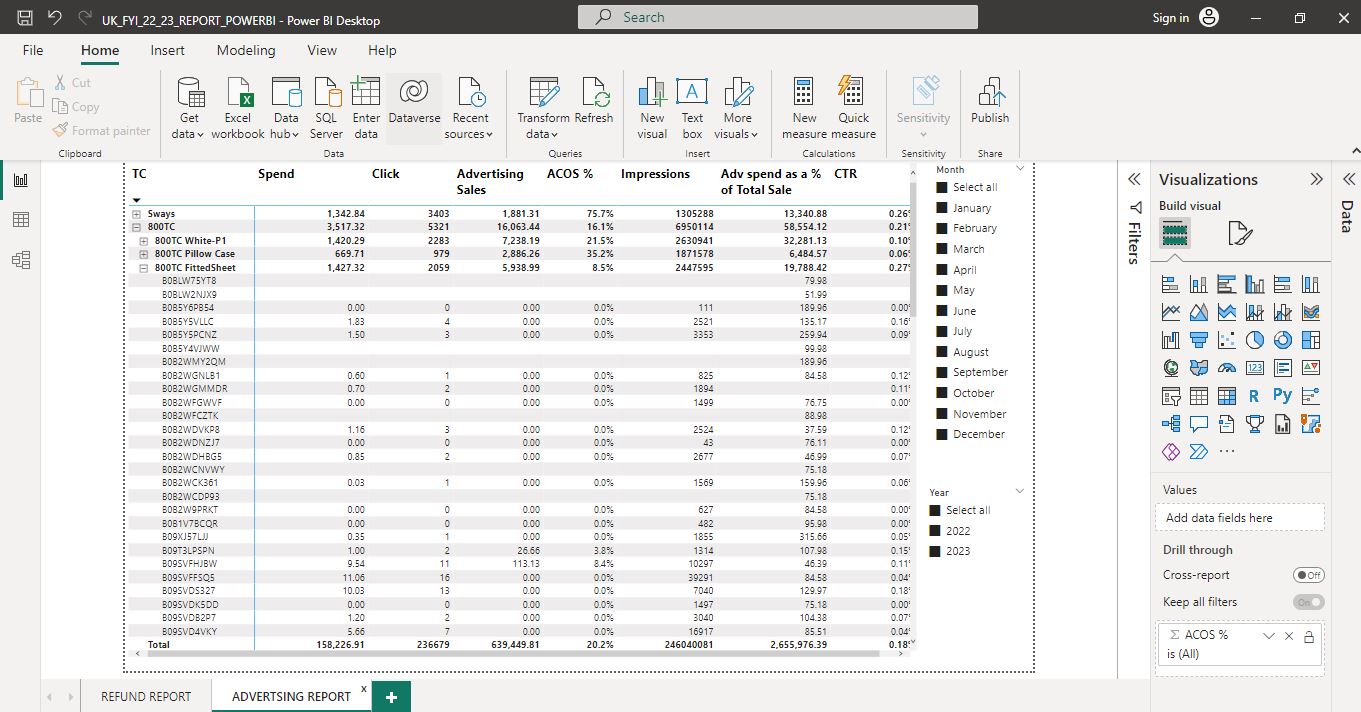 UK_FYI_22_23_REPORT_POWERBI - Power BI Desktop
Search
Sign in
File Home Insert Modeling View Help
Paste
Cut
Copy
Format painter
Clipboard
Get data
Excel workbook
Data hub
SQL Server
Enter data
Dataverse
Recent sources
Data
Transform data
Refresh
Queries
New visual
Text box
More visuals
Insert
New measure
Quick measure
Calculations
Sensitivity
Sensitivity
Publish
Share
TC Spend Click Advertising Sales ACOS % Impressions Adv spend as a % of Total Sale CTR
Sways 1,342.84 3403 1,881.31 75.7% 1305288 13,340.88 0.26%
800TC 3,517.32 5321 16,063.44 16.1% 6950114 58,554.12 0.21%
800TC White-P1 1,420.29 2283 7,238.19 21.5% 2630941 32,281.13 0.10%
800TC Pillow Case 669.71 979 2,886.26 35.2% 1871578 6,484.57 0.06%
800TC FittedSheet 1,427.32 2059 5,938.99 8.5% 2447595 19,788.42 0.27%
B0BLW75YT8 79.98
B0BLW2NJX9 51.99
B0B5Y6PB54 0.00 0 0.00 0.0% 111 189.96 0.00%
B0B5Y5VLLC 1.83 4 0.00 0.0% 2521 135.17 0.16%
B0B5Y5PCNZ 1.50 3 0.00 0.0% 3353 259.94 0.09%
B0B5Y4VJWW 99.98
B0B2WMY2QM 189.96
B0B2WGNLB1 0.60 1 0.00 0.0% 825 84.58 0.12%
B0B2WGMMDR 0.70 2 0.00 0.0% 1894 0.11%
B0B2WFGWVF 0.00 0 0.00 0.0% 1499 76.75 0.00%
B0B2WFCZTK 88.98
B0B2WDVKP8 1.16 3 0.00 0.0% 2524 37.59 0.12%
B0B2WDNZJ7 0.00 0 0.00 0.0% 43 76.11 0.00%
B0B2WDHBG5 0.85 2 0.00 0.0% 2677 46.99 0.07%
B0B2WCNVWY 75.18
B0B2WCK361 0.03 1 0.00 0.0% 1569 159.96 0.06%
B0B2WCDP93 75.18
B0B2W9PRKT 0.00 0 0.00 0.0% 627 84.58 0.00%
B0B1V7BCQR 0.00 0 0.00 0.0% 482 95.98 0.00%
B09XJ57LJJ 0.35 1 0.00 0.0% 1855 315.66 0.05%
B09T3LPSPN 1.00 2 26.66 3.8% 1314 107.98 0.15%
B09SVFHJBW 9.54 11 113.13 8.4% 10297 46.39 0.11%
B09SVFFSQ5 11.06 16 0.00 0.0% 39291 84.58 0.04%
B09SVDS327 10.03 13 0.00 0.0% 7040 129.97 0.18%
B09SVDK5DD 0.00 0 0.00 0.0% 1497 75.18 0.00%
B09SVDB2P7 1.20 2 0.00 0.0% 3040 104.38 0.07%
B09SVD4VKY 5.66 7 0.00 0.0% 16917 85.51 0.04%
Total 158,226.91 236679 639,449.81 20.2% 246040081 2,655,976.39 0.18%
Month
Select all
January
February
March
April
May
June
July
August
September
October
November
December
Year
Select all
2022
2023
Filters
Visualizations
Build visual
123
R
Py
Values
Add data fields here
Drill through
Cross-report
Off
Keep all filters
On
ACOS %
is (All)
Data
REFUND REPORT
ADVERTSING REPORT